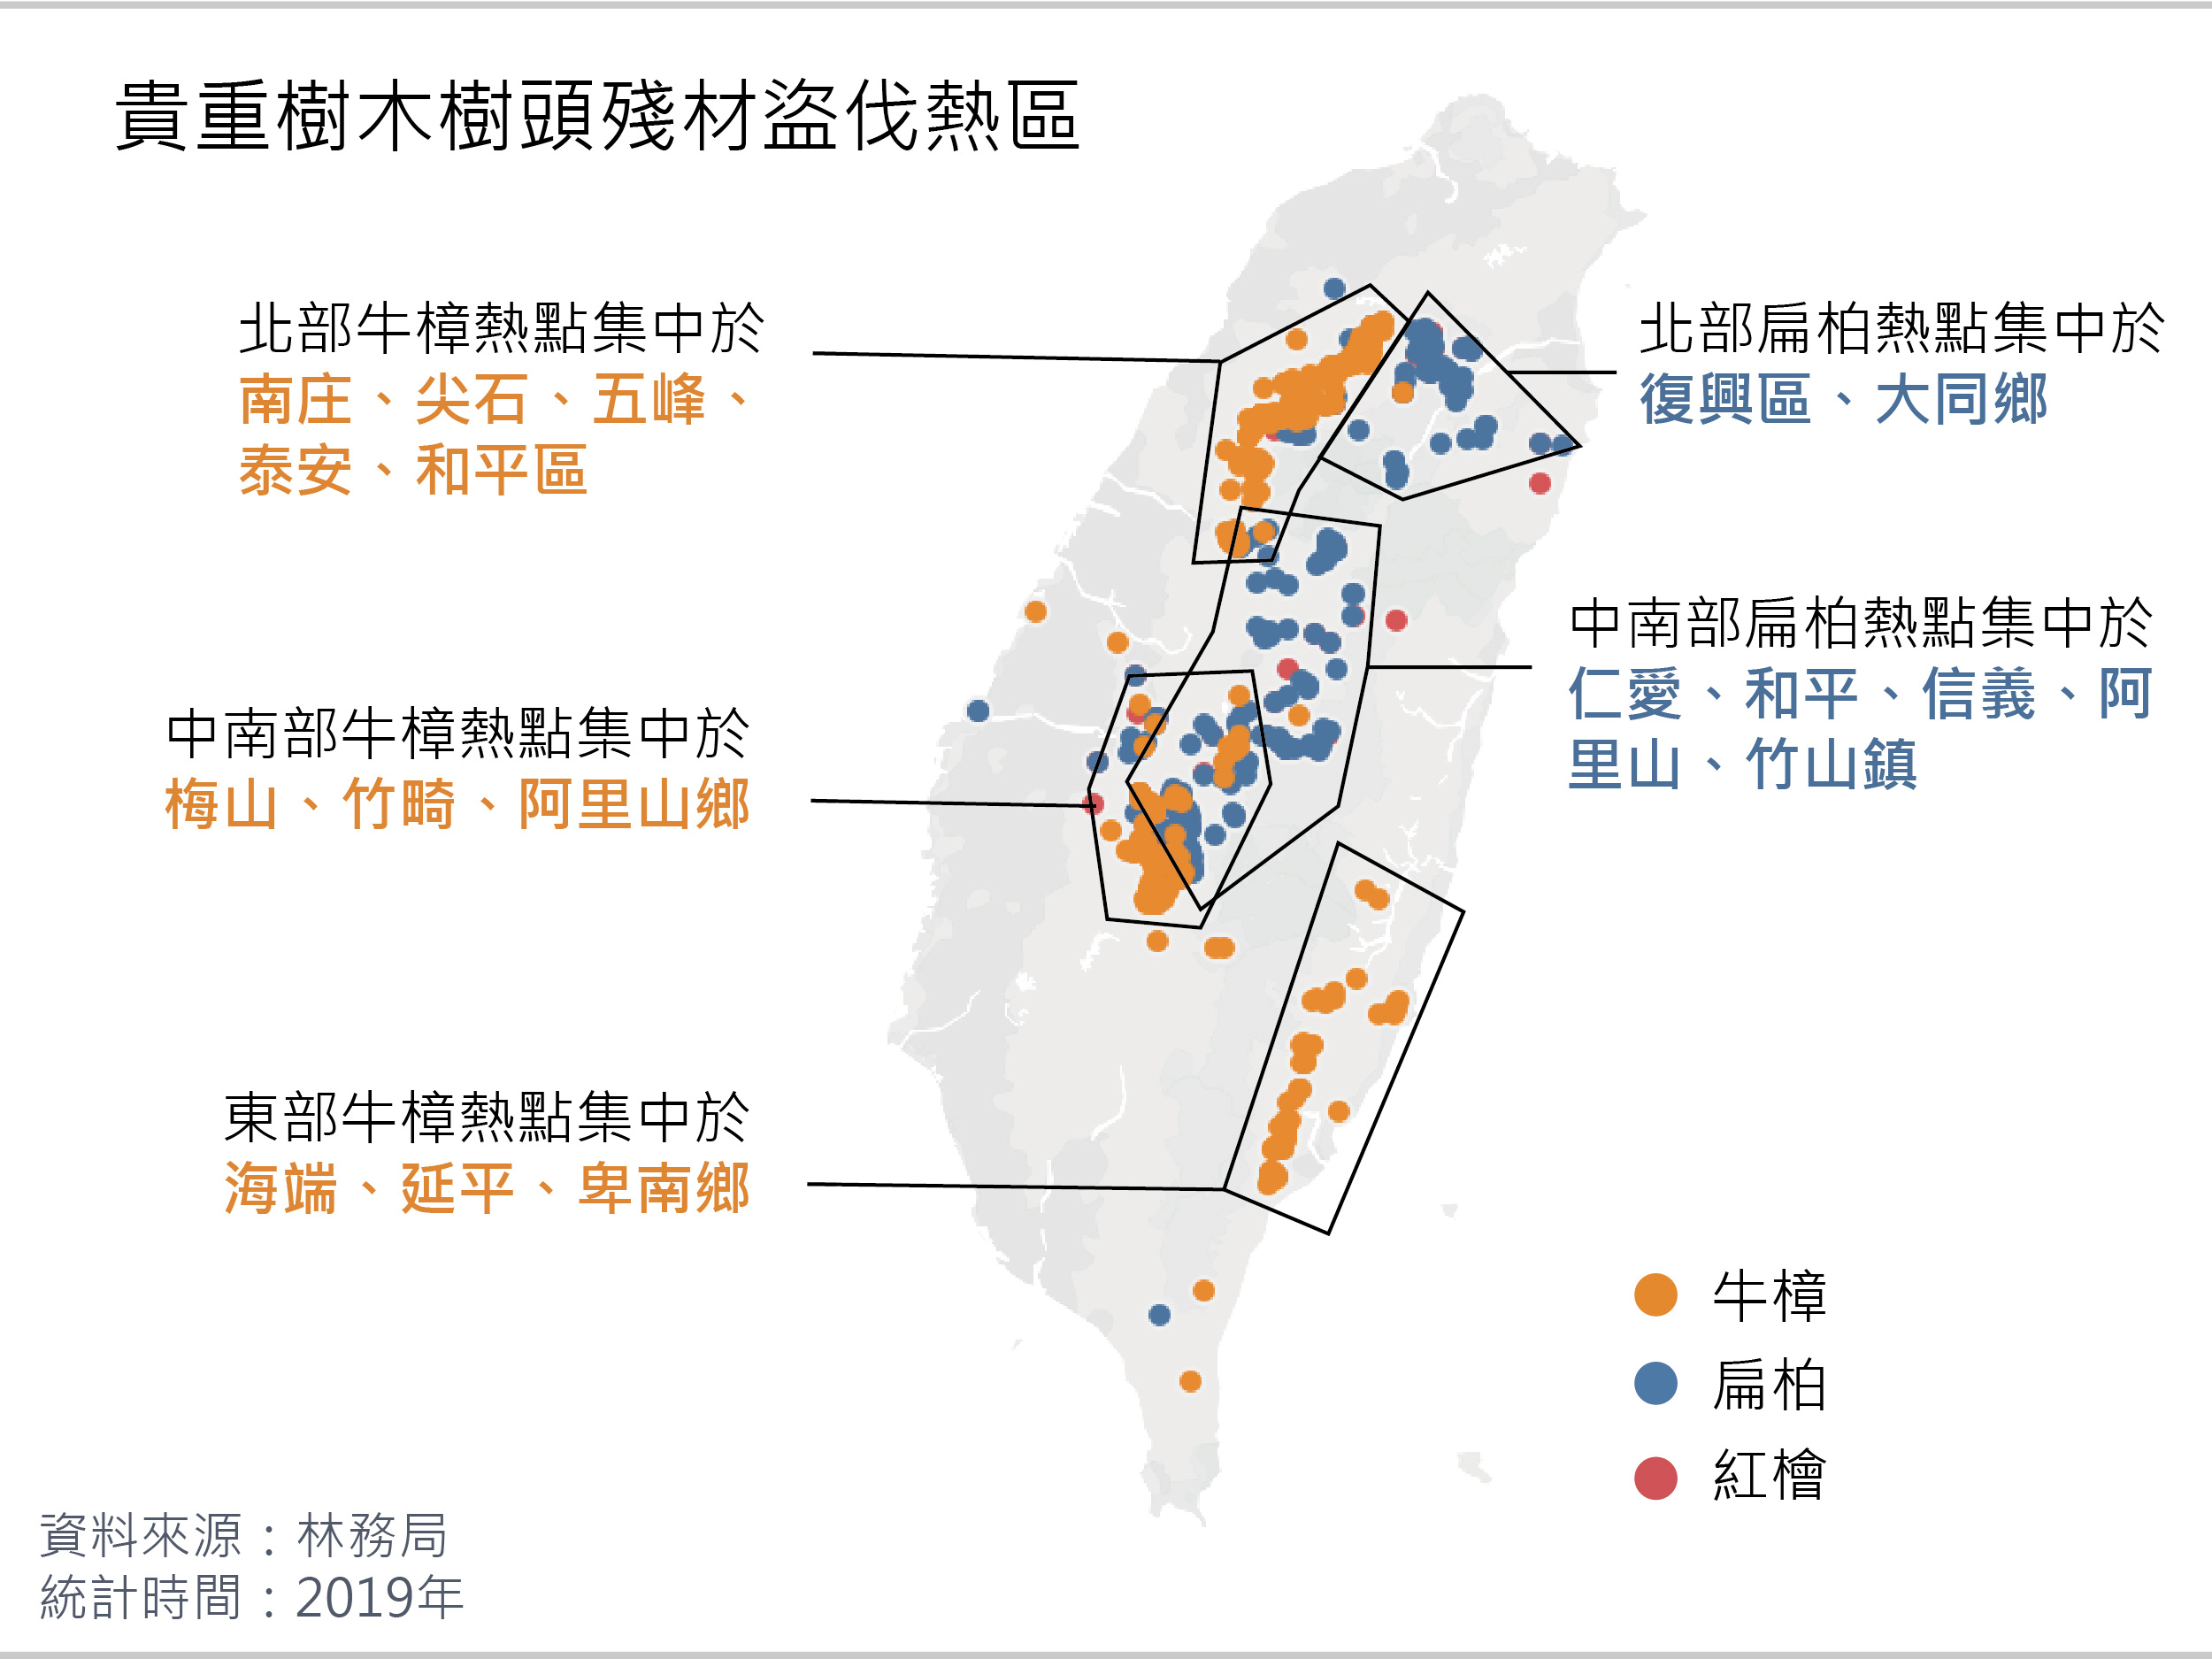 貴重樹木樹頭殘材盜伐熱區
北部牛樟熱點集中於
南庄、尖石、五峰、
泰安、和平區
北部扁柏熱點集中於
復興區、大同鄉
中南部扁柏熱點集中於
仁愛、和平、信義、阿
里山、竹山鎮
中南部牛樟熱點集中於
梅山、竹崎、阿里山鄉
東部牛樟熱點集中於
海端、延平、卑南鄉
牛樟
扁柏
紅檜
資料來源：林務局
統計時間：2019年